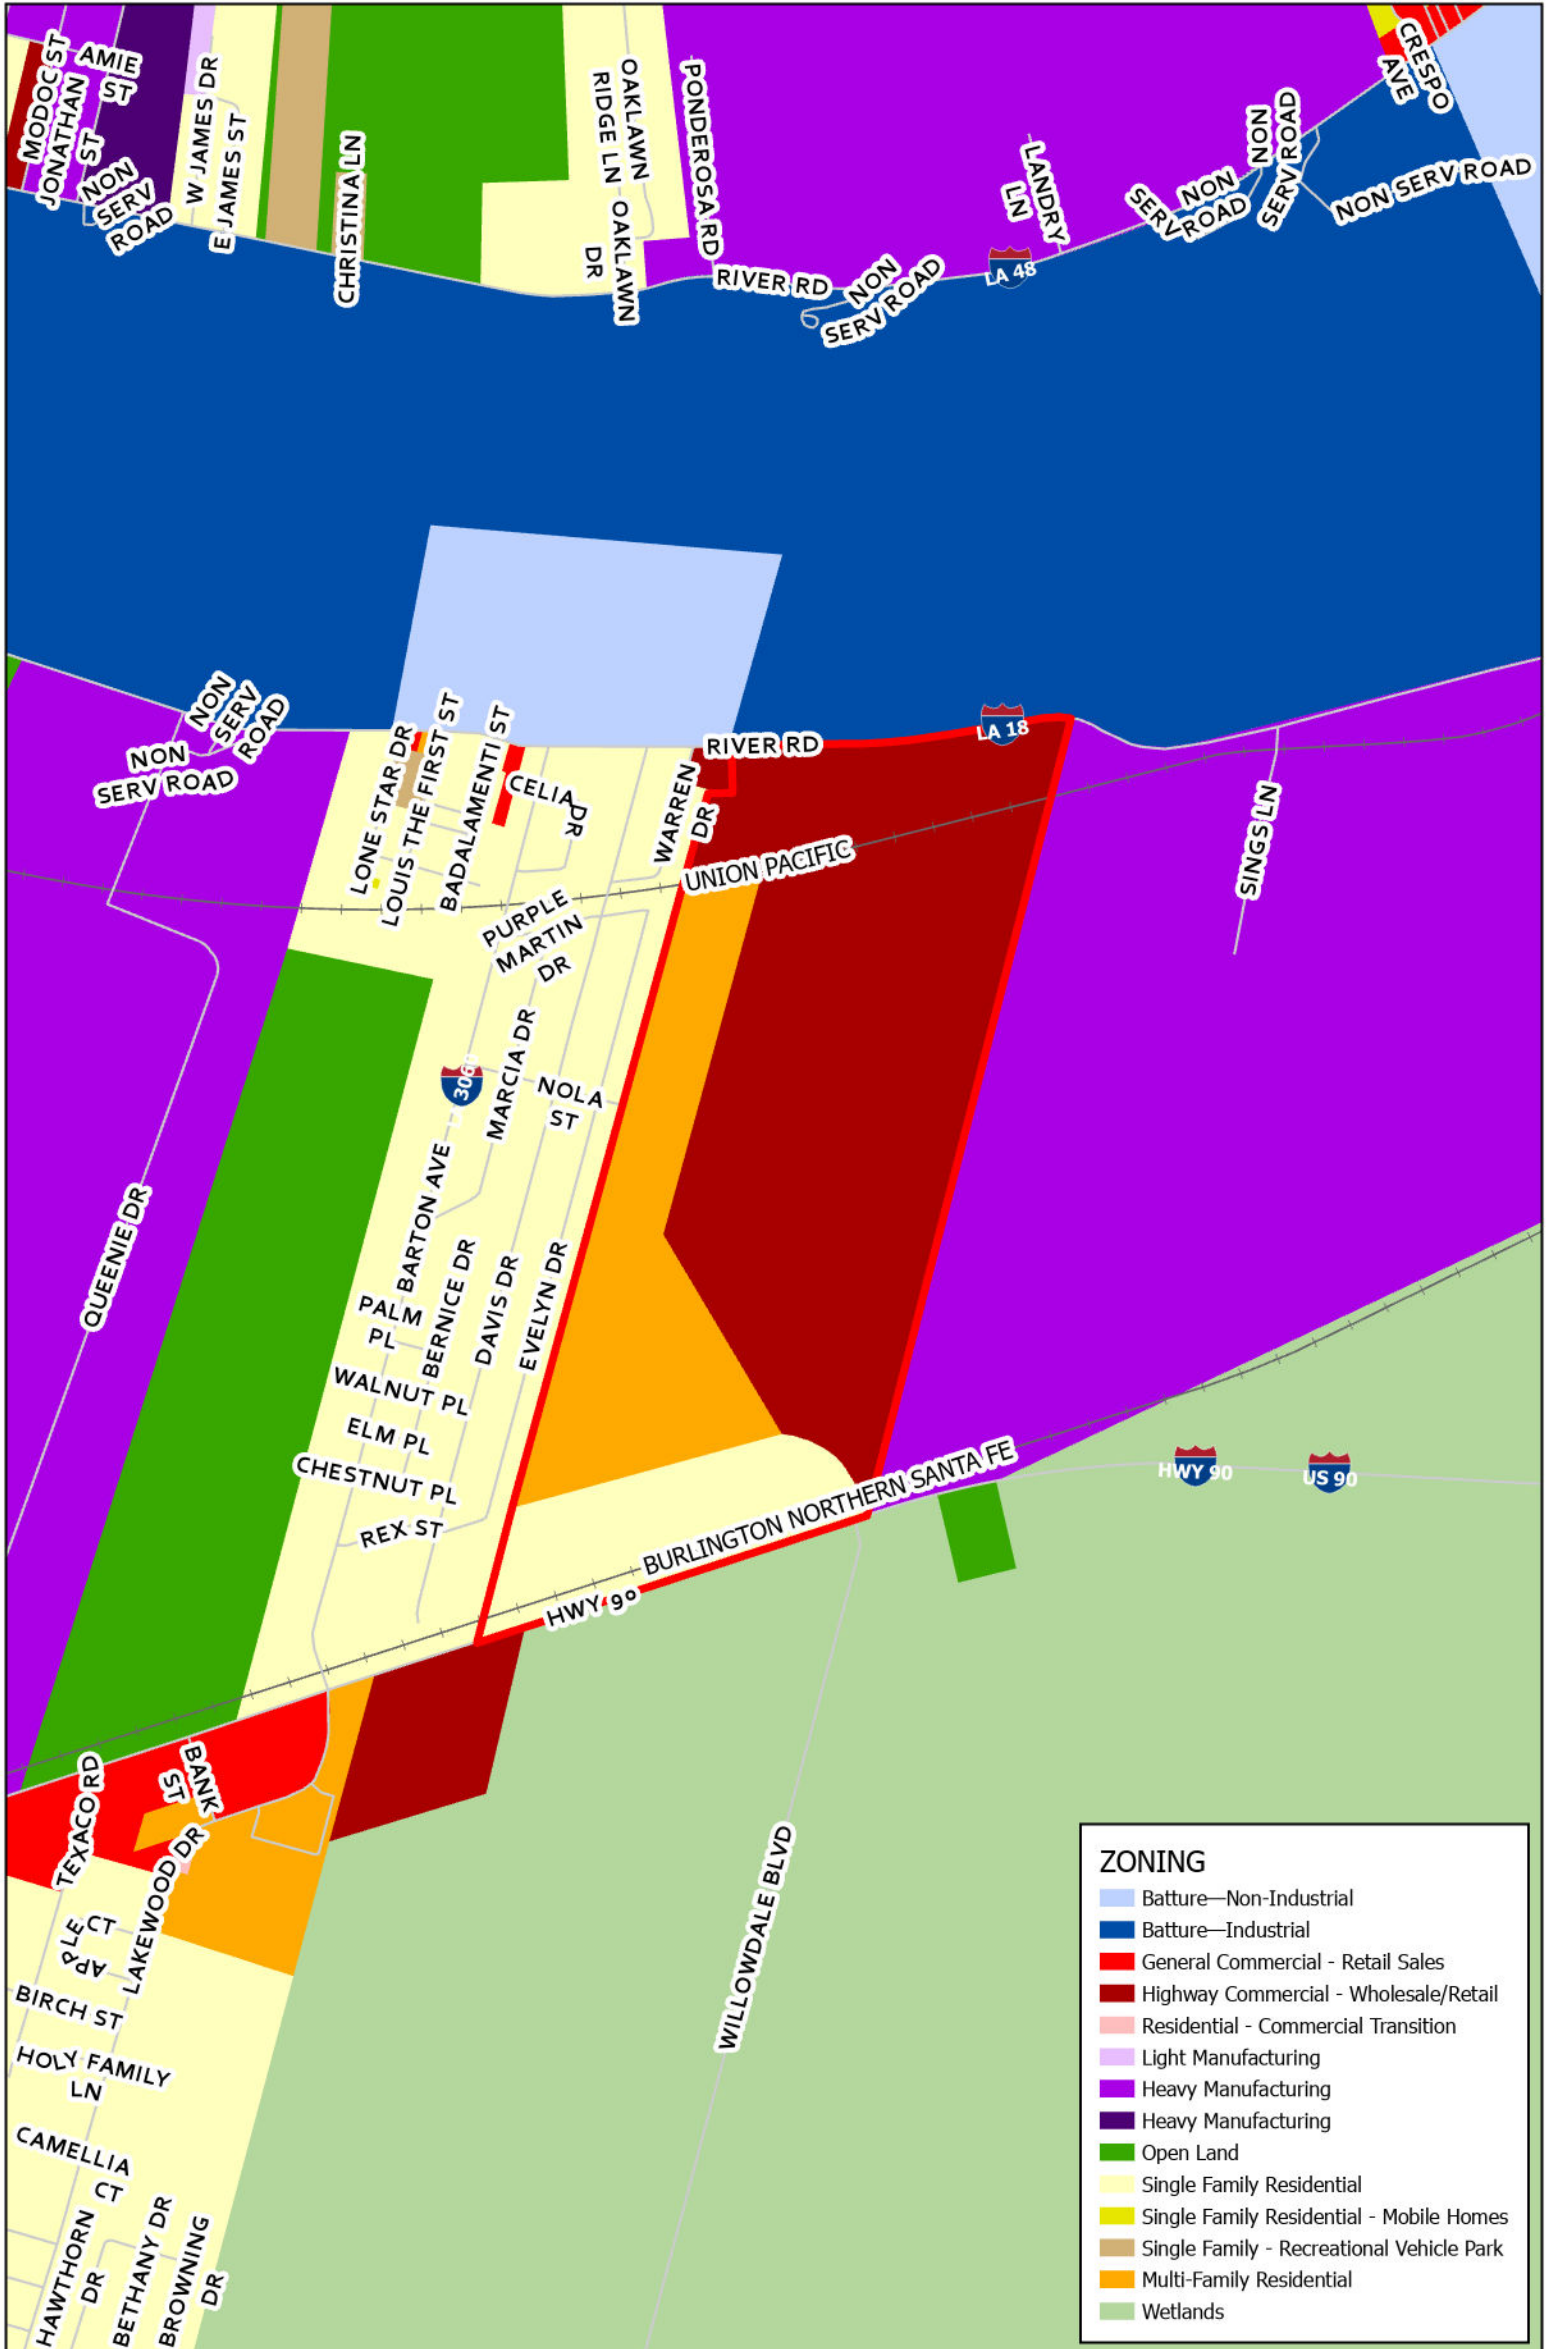 MODOC ST
AMIE
ST
JONATHAN
ST
NON
SERV
ROAD
W JAMES DR
E JAMES ST
CHRISTINA LN
RIDGE LN
OAKLAWN
OAKLAWN
DR
PONDEROSA RD
RIVER RD
NON
SERV ROAD
LA 48
LANDRY
LN
NON
SERV ROAD
NON
SERV ROAD
NON SERV ROAD
CRESPO
AVE
NON
SERV
ROAD
NON
SERV ROAD
LONE STAR DR
LOUIS THE FIRST ST
BADALAMENTI ST
CELIA
DR
WARREN
DR
RIVER RD
LA 18
UNION PACIFIC
SINGS LN
PURPLE
MARTIN
DR
MARCIA DR
NOLA
ST
BARTON AVE
QUEENIE DR
PALM
PL
BERNICE DR
DAVIS DR
EVELYN DR
WALNUT PL
ELM PL
CHESTNUT PL
REX ST
BURLINGTON NORTHERN SANTA FE
HWY 90
HWY 90
US 90
TEXACO RD
BANK
ST
LAKEWOOD DR
APPLE CT
BIRCH ST
HOLY FAMILY
LN
CAMELLIA
CT
HAWTHORN
DR
BETHANY DR
BROWNING
DR
WILLOWDALE BLVD
ZONING
Batture—Non-Industrial
Batture—Industrial
General Commercial - Retail Sales
Highway Commercial - Wholesale/Retail
Residential - Commercial Transition
Light Manufacturing
Heavy Manufacturing
Heavy Manufacturing
Open Land
Single Family Residential
Single Family Residential - Mobile Homes
Single Family - Recreational Vehicle Park
Multi-Family Residential
Wetlands